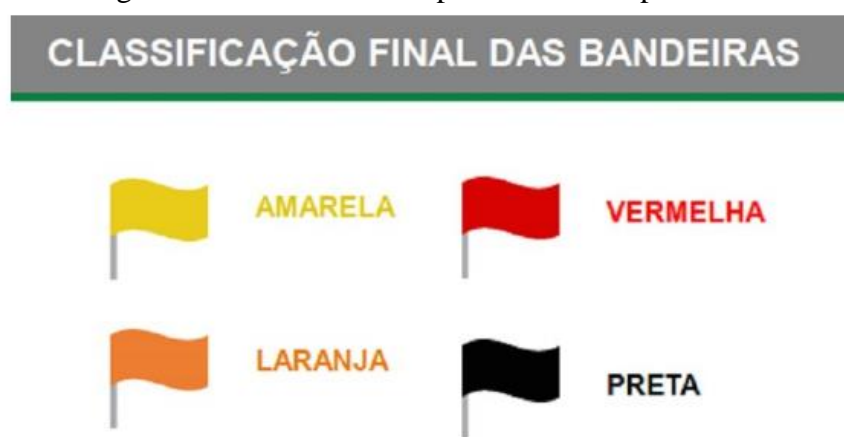 CLASSIFICAÇÃO FINAL DAS BANDEIRAS
AMARELA
VERMELHA
LARANJA
PRETA